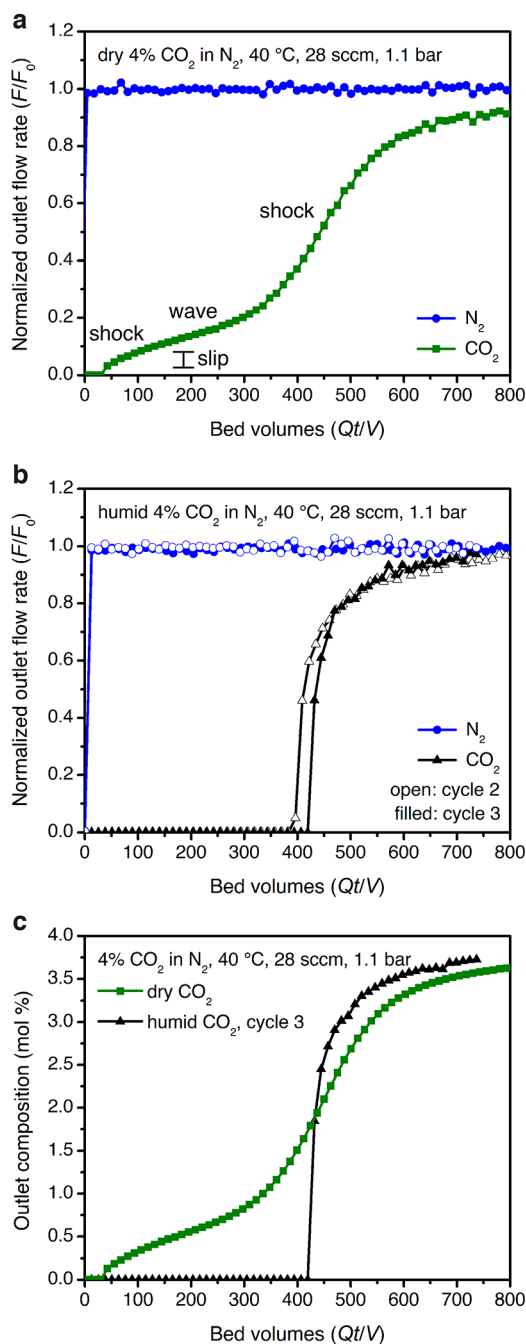 a
dry 4% CO₂ in N₂, 40 °C, 28 sccm, 1.1 bar
Normalized outlet flow rate (F/F₀)
1.2
1.0
0.8
0.6
0.4
0.2
0.0
shock
wave
shock
slip
N₂
CO₂
0 100 200 300 400 500 600 700 800
Bed volumes (Qt/V)
b
humid 4% CO₂ in N₂, 40 °C, 28 sccm, 1.1 bar
Normalized outlet flow rate (F/F₀)
1.2
1.0
0.8
0.6
0.4
0.2
0.0
N₂
CO₂
open: cycle 2
filled: cycle 3
0 100 200 300 400 500 600 700 800
Bed volumes (Qt/V)
c
4% CO₂ in N₂, 40 °C, 28 sccm, 1.1 bar
dry CO₂
humid CO₂, cycle 3
Outlet composition (mol %)
4.0
3.5
3.0
2.5
2.0
1.5
1.0
0.5
0.0
0 100 200 300 400 500 600 700 800
Bed volumes (Qt/V)